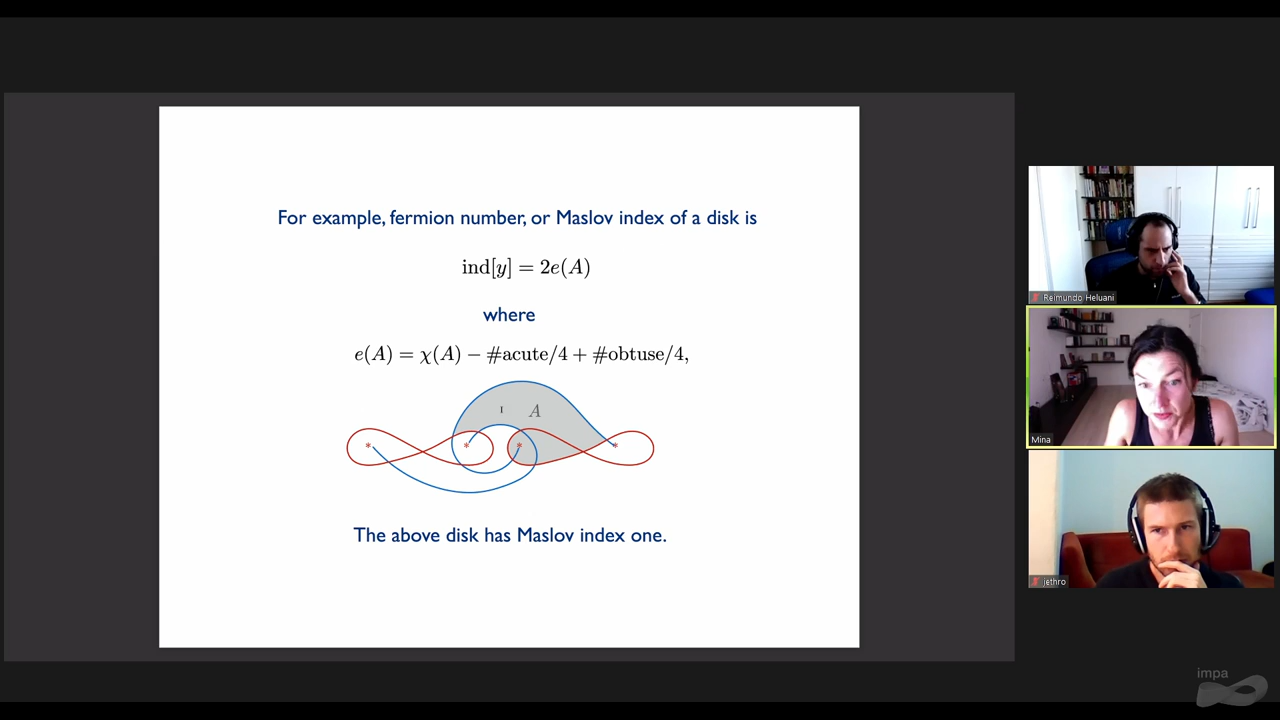 For example, fermion number, or Maslov index of a disk is
ind[y] = 2e(A)
where
e(A) = χ(A) − #acute/4 + #obtuse/4,
1
A
* * * *
The above disk has Maslov index one.
Reimundo Heluani
Mina
jethro
impa